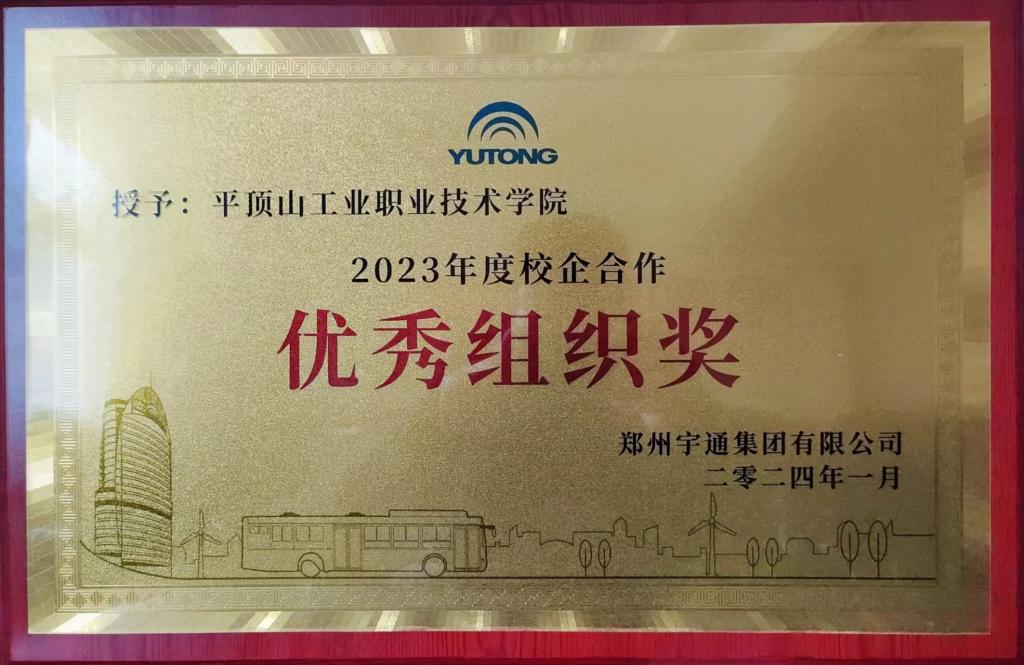 YUTONG
授予：平顶山工业职业技术学院
2023年度校企合作
优秀组织奖
郑州宇通集团有限公司
二零二四年一月